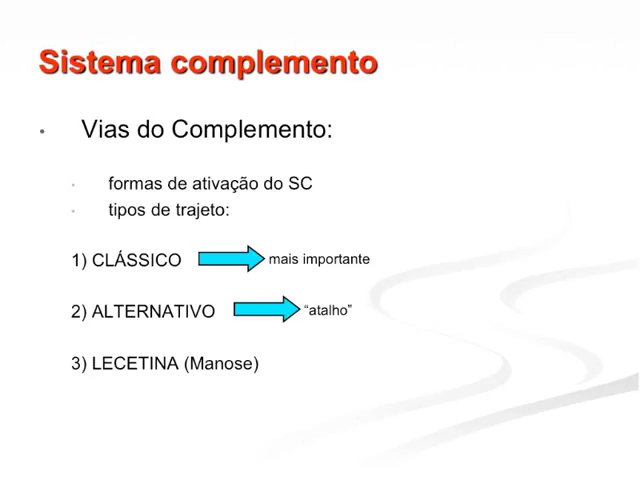 Sistema complemento
• Vias do Complemento:
• formas de ativação do SC
• tipos de trajeto:
1) CLÁSSICO mais importante
2) ALTERNATIVO “atalho”
3) LECETINA (Manose)